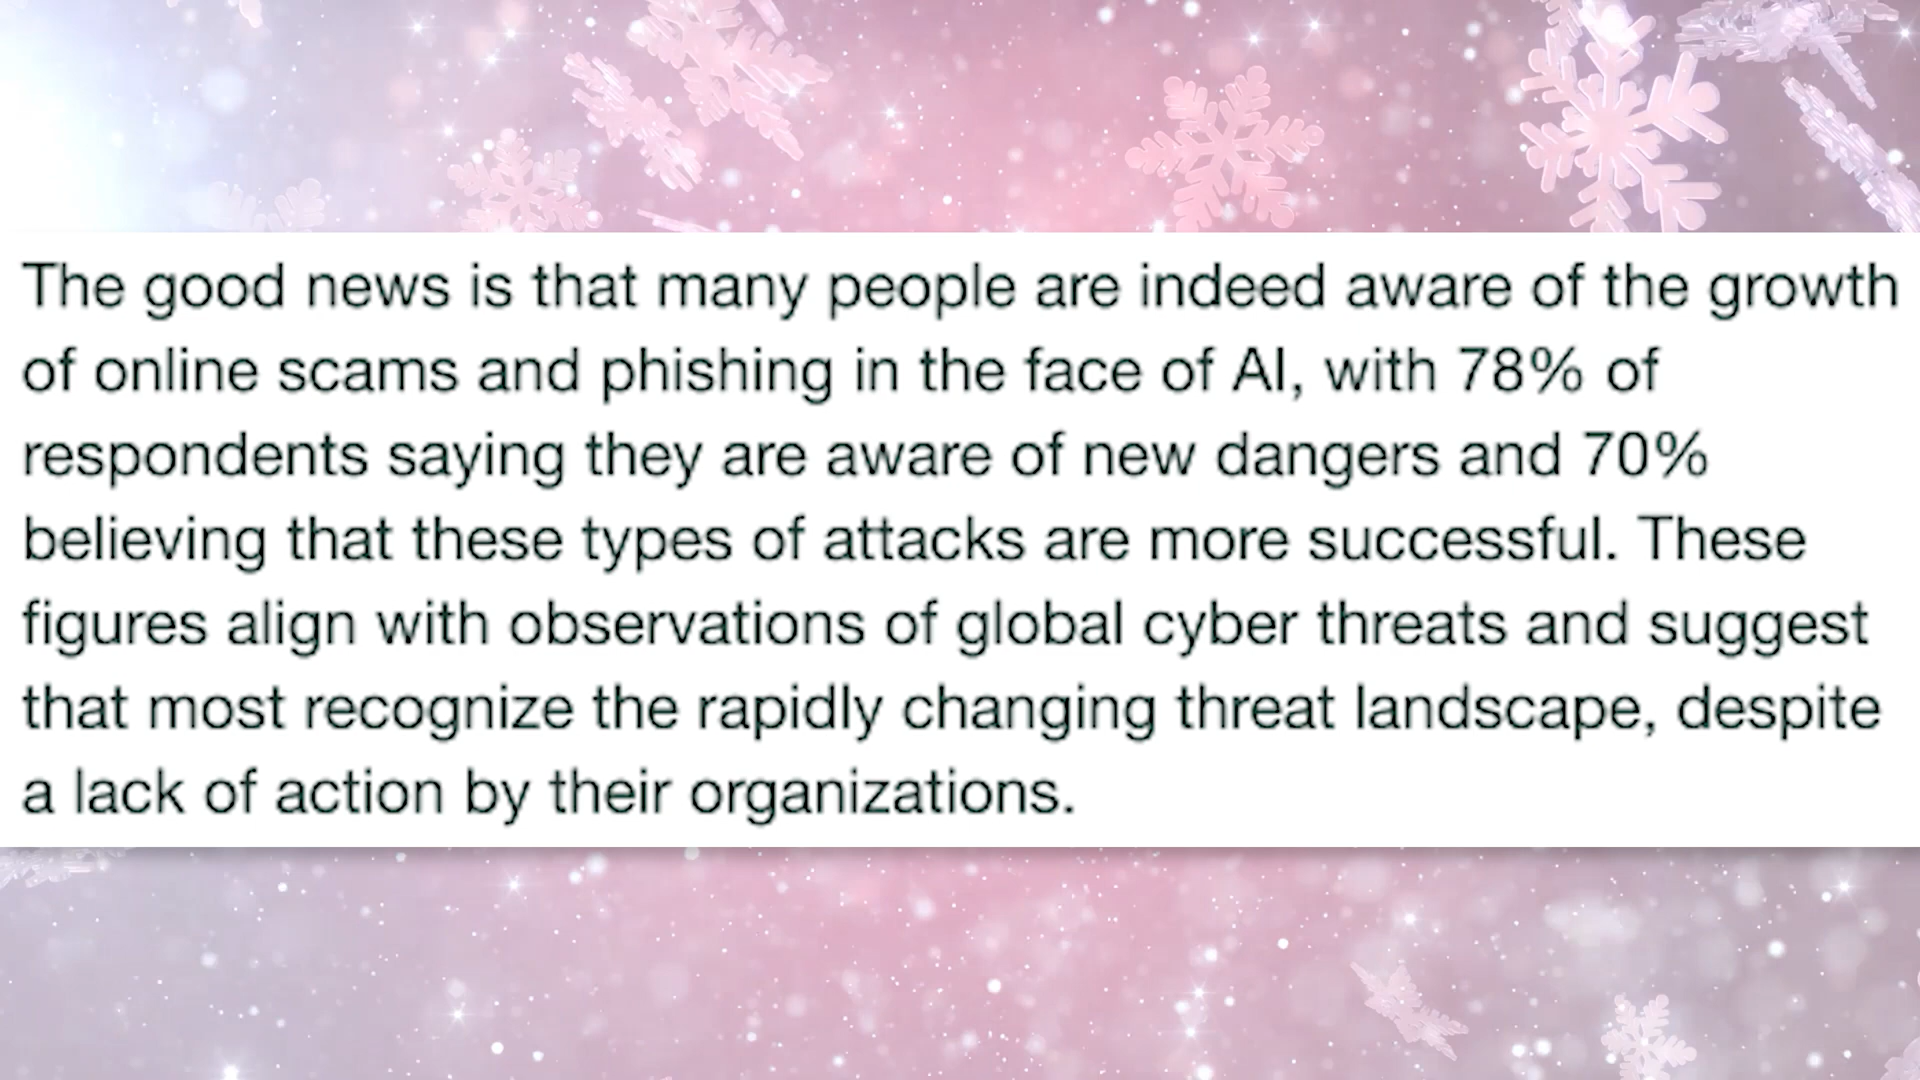 The good news is that many people are indeed aware of the growth
of online scams and phishing in the face of AI, with 78% of
respondents saying they are aware of new dangers and 70%
believing that these types of attacks are more successful. These
figures align with observations of global cyber threats and suggest
that most recognize the rapidly changing threat landscape, despite
a lack of action by their organizations.